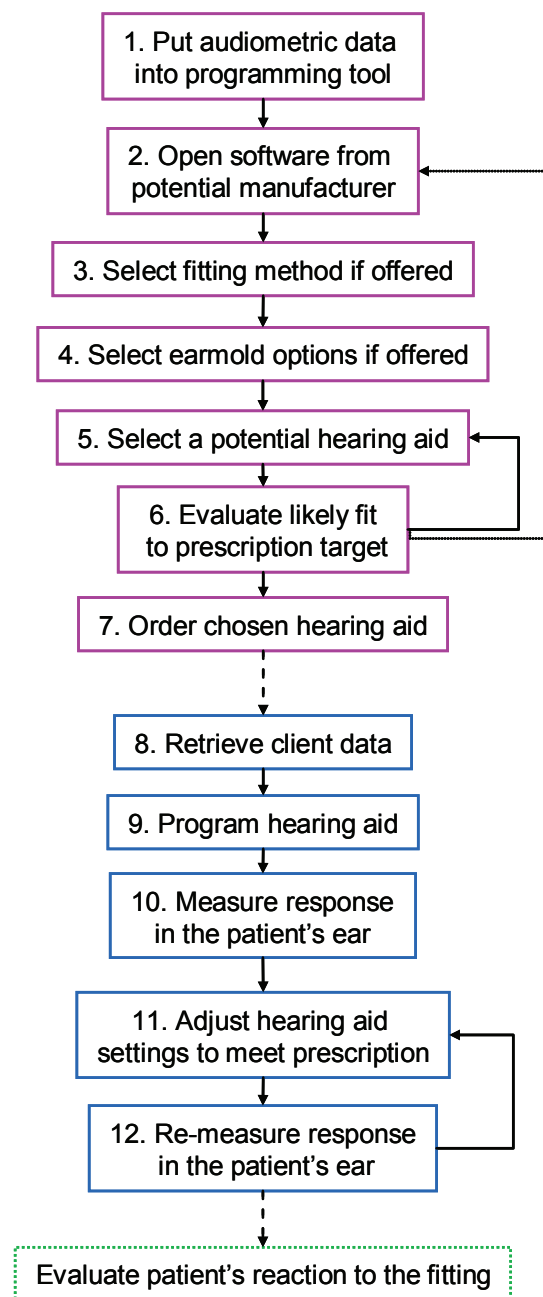 1. Put audiometric data
into programming tool
2. Open software from
potential manufacturer
3. Select fitting method if offered
4. Select earmold options if offered
5. Select a potential hearing aid
6. Evaluate likely fit
to prescription target
7. Order chosen hearing aid
8. Retrieve client data
9. Program hearing aid
10. Measure response
in the patient’s ear
11. Adjust hearing aid
settings to meet prescription
12. Re-measure response
in the patient’s ear
Evaluate patient’s reaction to the fitting